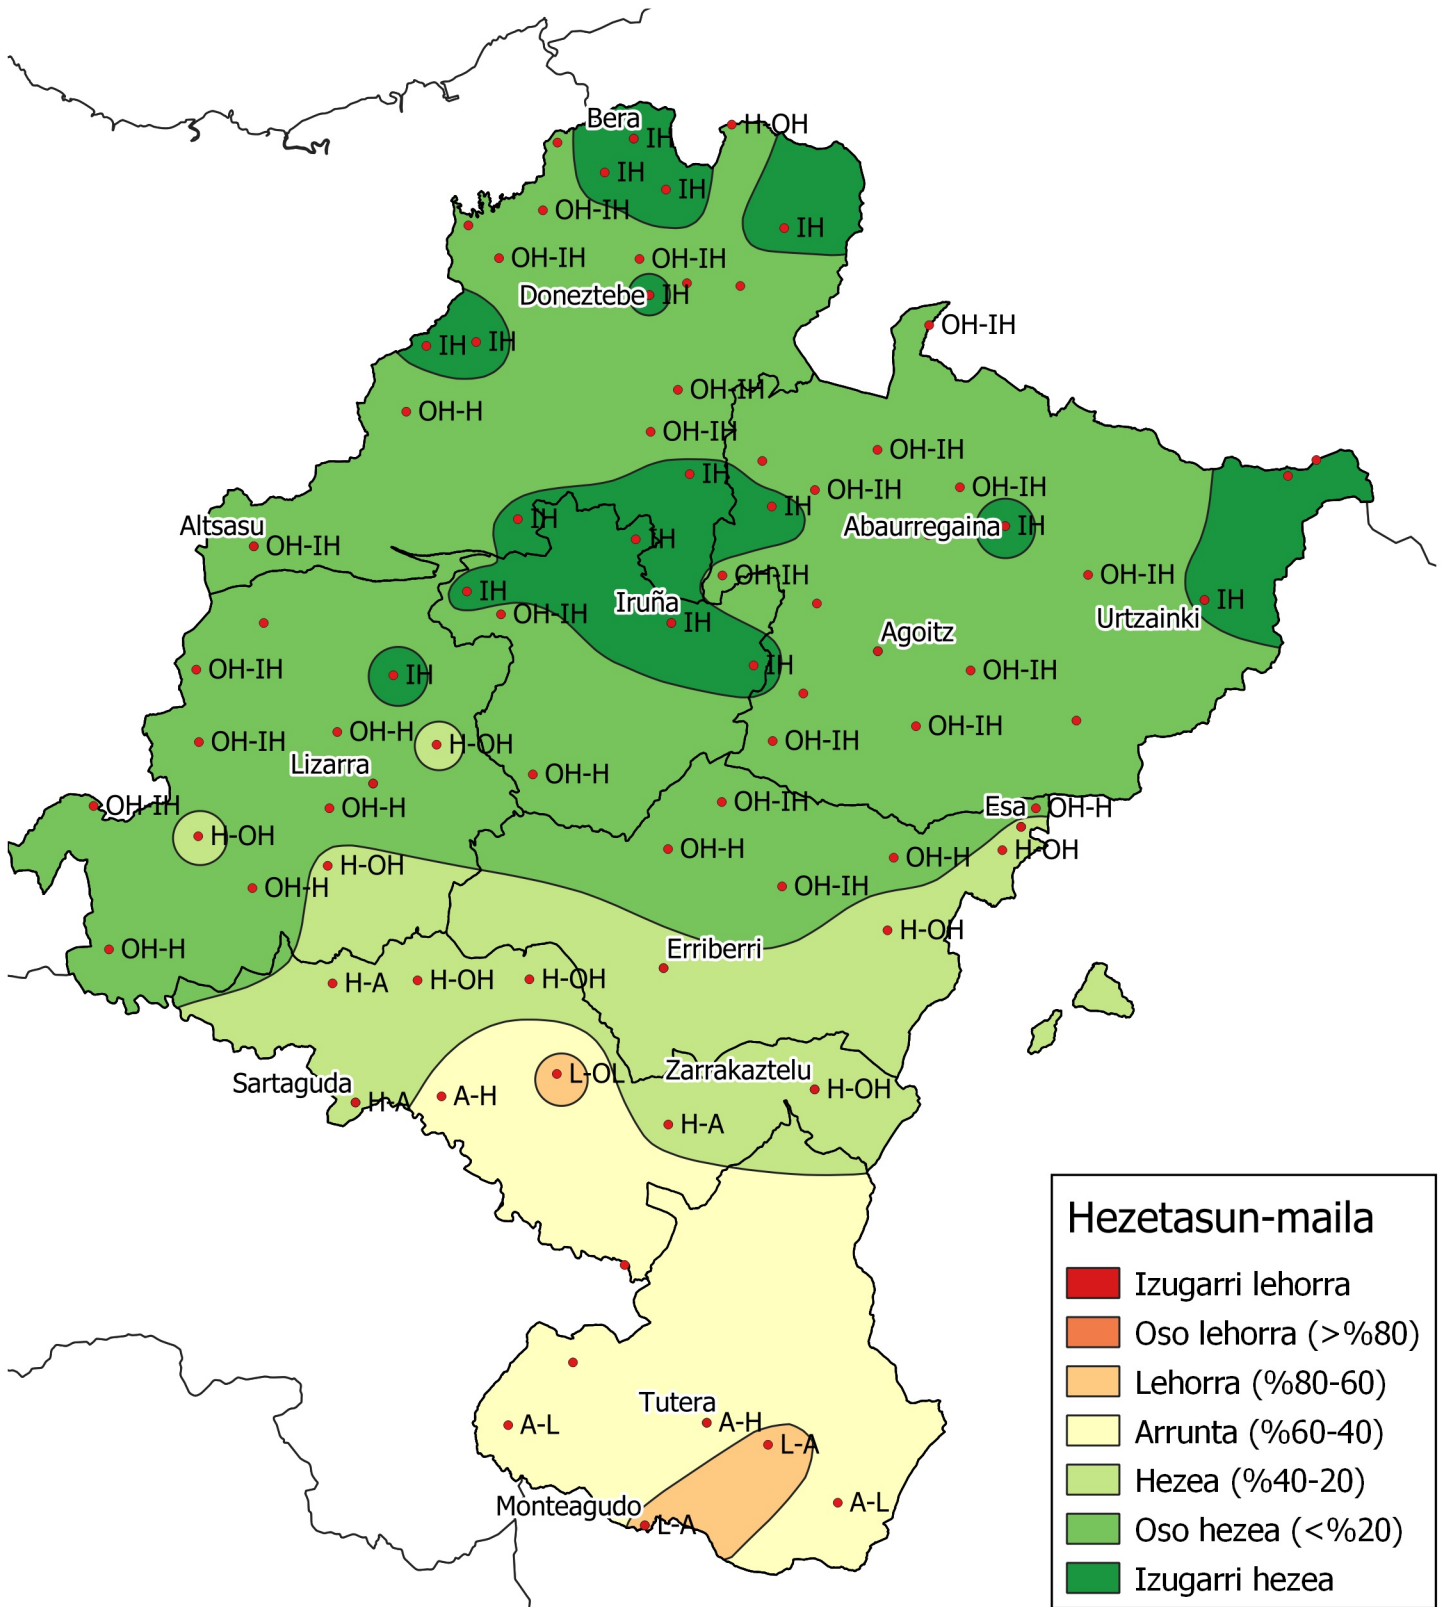 Bera
IH
H-OH
IH
IH
OH-IH
IH
OH-IH
OH-IH
Doneztebe
IH
OH-IH
IH
IH
OH-IH
OH-H
OH-IH
OH-IH
IH
OH-IH
OH-IH
IH
IH
Altsasu
Abaurregaina
IH
OH-IH
IH
OH-IH
OH-IH
IH
Iruña
IH
OH-IH
Urtzainki
IH
Agoitz
OH-IH
IH
IH
OH-IH
OH-IH
OH-H
H-OH
OH-IH
OH-IH
Lizarra
OH-H
OH-IH
OH-H
OH-IH
Esa
OH-H
H-OH
OH-H
H-OH
H-OH
OH-H
OH-H
OH-IH
H-OH
OH-H
Erriberri
H-A
H-OH
H-OH
Sartaguda
H-A
A-H
L-OL
Zarrakaztelu
H-OH
H-A
Tutera
A-H
A-L
L-A
Monteagudo
L-A
A-L
Hezetasun-maila
Izugarri lehorra
Oso lehorra (>%80)
Lehorra (%80-60)
Arrunta (%60-40)
Hezea (%40-20)
Oso hezea (<%20)
Izugarri hezea